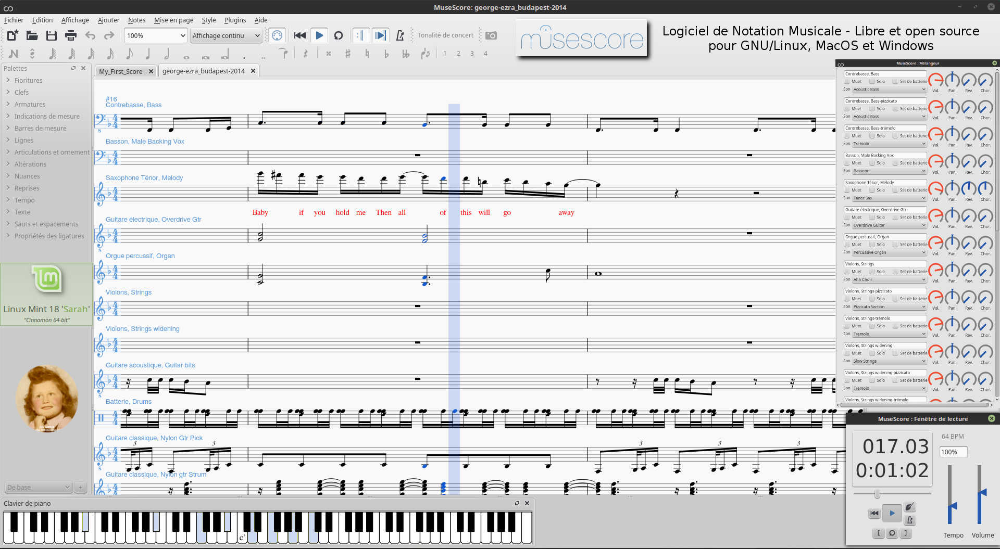 MuseScore: george-ezra_budapest-2014
Fichier Edition Affichage Ajouter Notes Mise en page Style Plugins Aide
100% Affichage continu Tonalité de concert
1 2 3 4
musescore
Logiciel de Notation Musicale - Libre et open source
pour GNU/Linux, MacOS et Windows
Palettes
Fioritures
Clefs
Armatures
Indications de mesure
Barres de mesure
Lignes
Articulations et ornement
Altérations
Nuances
Reprises
Tempo
Texte
Sauts et espacements
Propriétés des ligatures
Linux Mint 18 'Sarah'
"Cinnamon 64-bit"
De base
My_First_Score
george-ezra_budapest-2014
#16
Contrebasse, Bass
Basson, Male Backing Vox
Saxophone Ténor, Melody
Baby if you hold me Then all of this will go away
Guitare électrique, Overdrive Gtr
Orgue percussif, Organ
Violons, Strings
Violons, Strings widening
Guitare acoustique, Guitar bits
Batterie, Drums
Guitare classique, Nylon Gtr Pick
3 3 3 3 3
Guitare classique, Nylon gtr Strum
MuseScore : Mélangeur
Contrebasse, Bass
Muet Solo Set de batterie
Son Acoustic Bass
Vol. Pan. Rev. Chor.
Contrebasse, Bass-pizzicato
Muet Solo Set de batterie
Son Acoustic Bass
Vol. Pan. Rev. Chor.
Contrebasse, Bass-trémolo
Muet Solo Set de batterie
Son Tremolo
Vol. Pan. Rev. Chor.
Basson, Male Backing Vox
Muet Solo Set de batterie
Son Bassoon
Vol. Pan. Rev. Chor.
Saxophone Ténor, Melody
Muet Solo Set de batterie
Son Tenor Sax
Vol. Pan. Rev. Chor.
Guitare électrique, Overdrive Gtr
Muet Solo Set de batterie
Son Overdrive Guitar
Vol. Pan. Rev. Chor.
Orgue percussif, Organ
Muet Solo Set de batterie
Son Percussive Organ
Vol. Pan. Rev. Chor.
Violons, Strings
Muet Solo Set de batterie
Son Ahh Choir
Vol. Pan. Rev. Chor.
Violons, Strings-pizzicato
Muet Solo Set de batterie
Son Pizzicato Section
Vol. Pan. Rev. Chor.
Violons, Strings-trémolo
Muet Solo Set de batterie
Son Tremolo
Vol. Pan. Rev. Chor.
Violons, Strings widening
Muet Solo Set de batterie
Son Slow Strings
Vol. Pan. Rev. Chor.
Violons, Strings widening-pizzicato
Muet Solo Set de batterie
Son Tremolo
Vol. Pan. Rev. Chor.
Violons, Strings widening-trémolo
MuseScore : Fenêtre de lecture
017.03
0:01:02
64 BPM
100%
Tempo Volume
Clavier de piano
c'